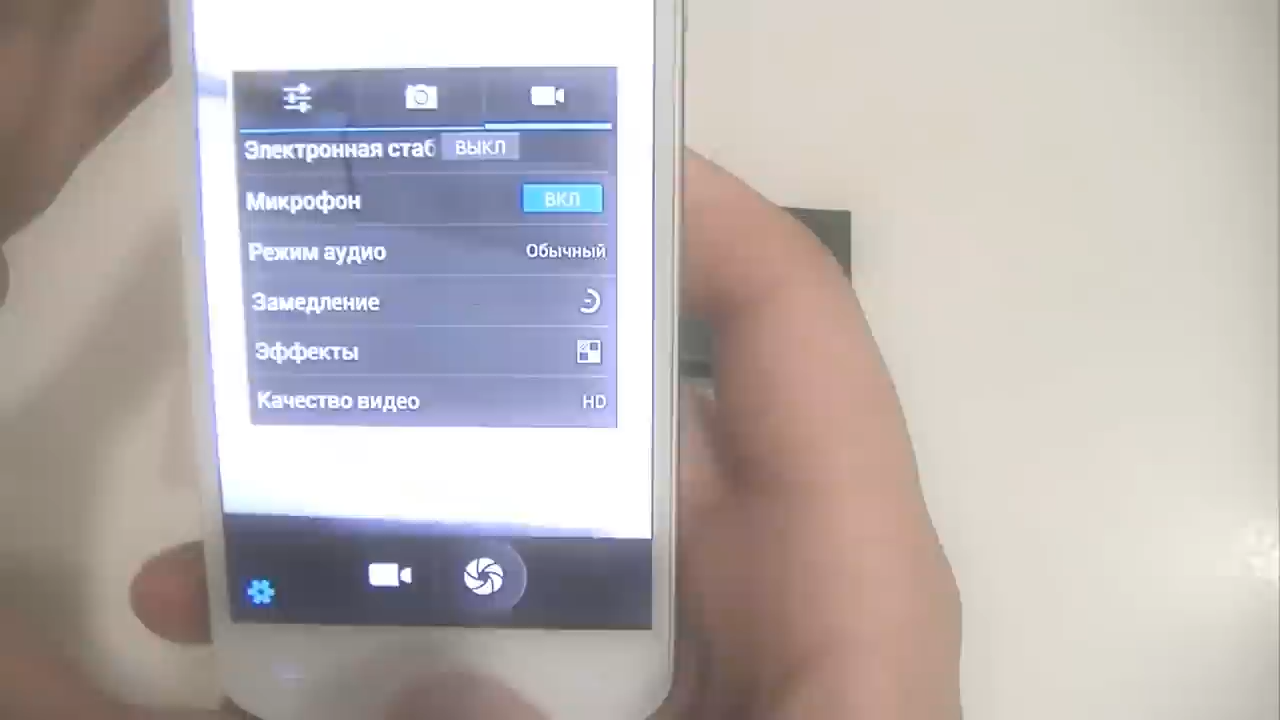 Электронная стаб ВЫКЛ
Микрофон ВКЛ
Режим аудио Обычный
Замедление
Эффекты
Качество видео HD